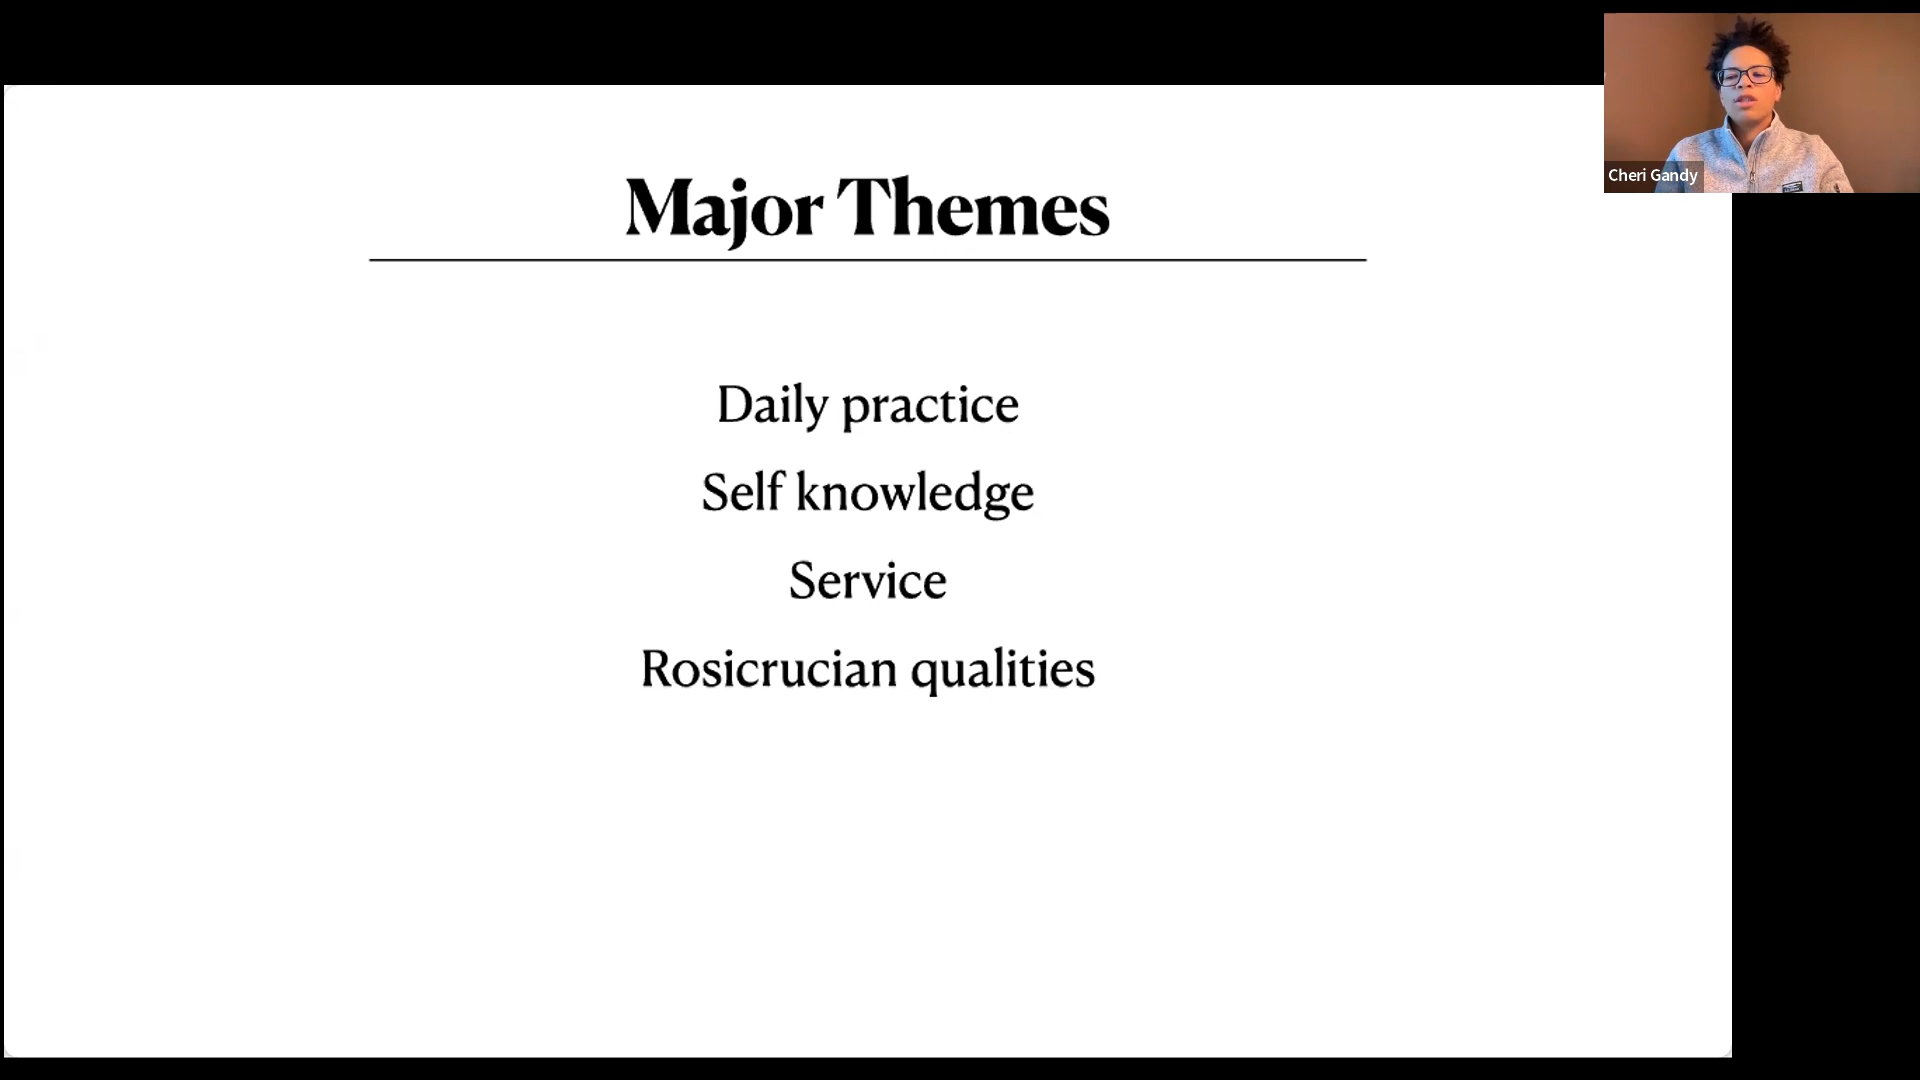 Major Themes
Daily practice
Self knowledge
Service
Rosicrucian qualities
Cheri Gandy